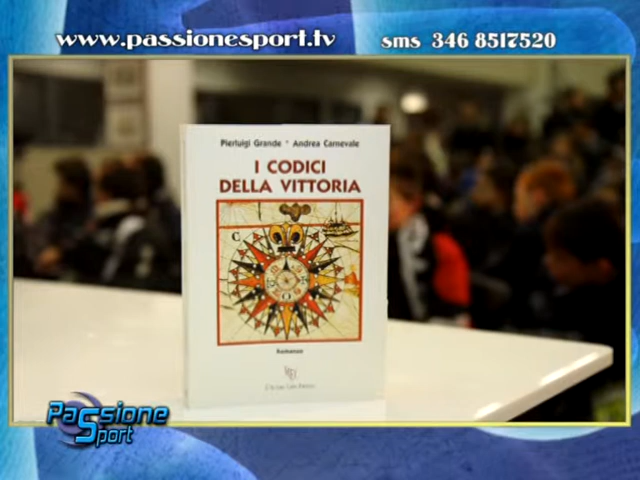 www.passionesport.tv
sms 346 8517520
Pierluigi Grande * Andrea Carnevale
I CODICI
DELLA VITTORIA
C
O
Romanzo
Passione
Sport